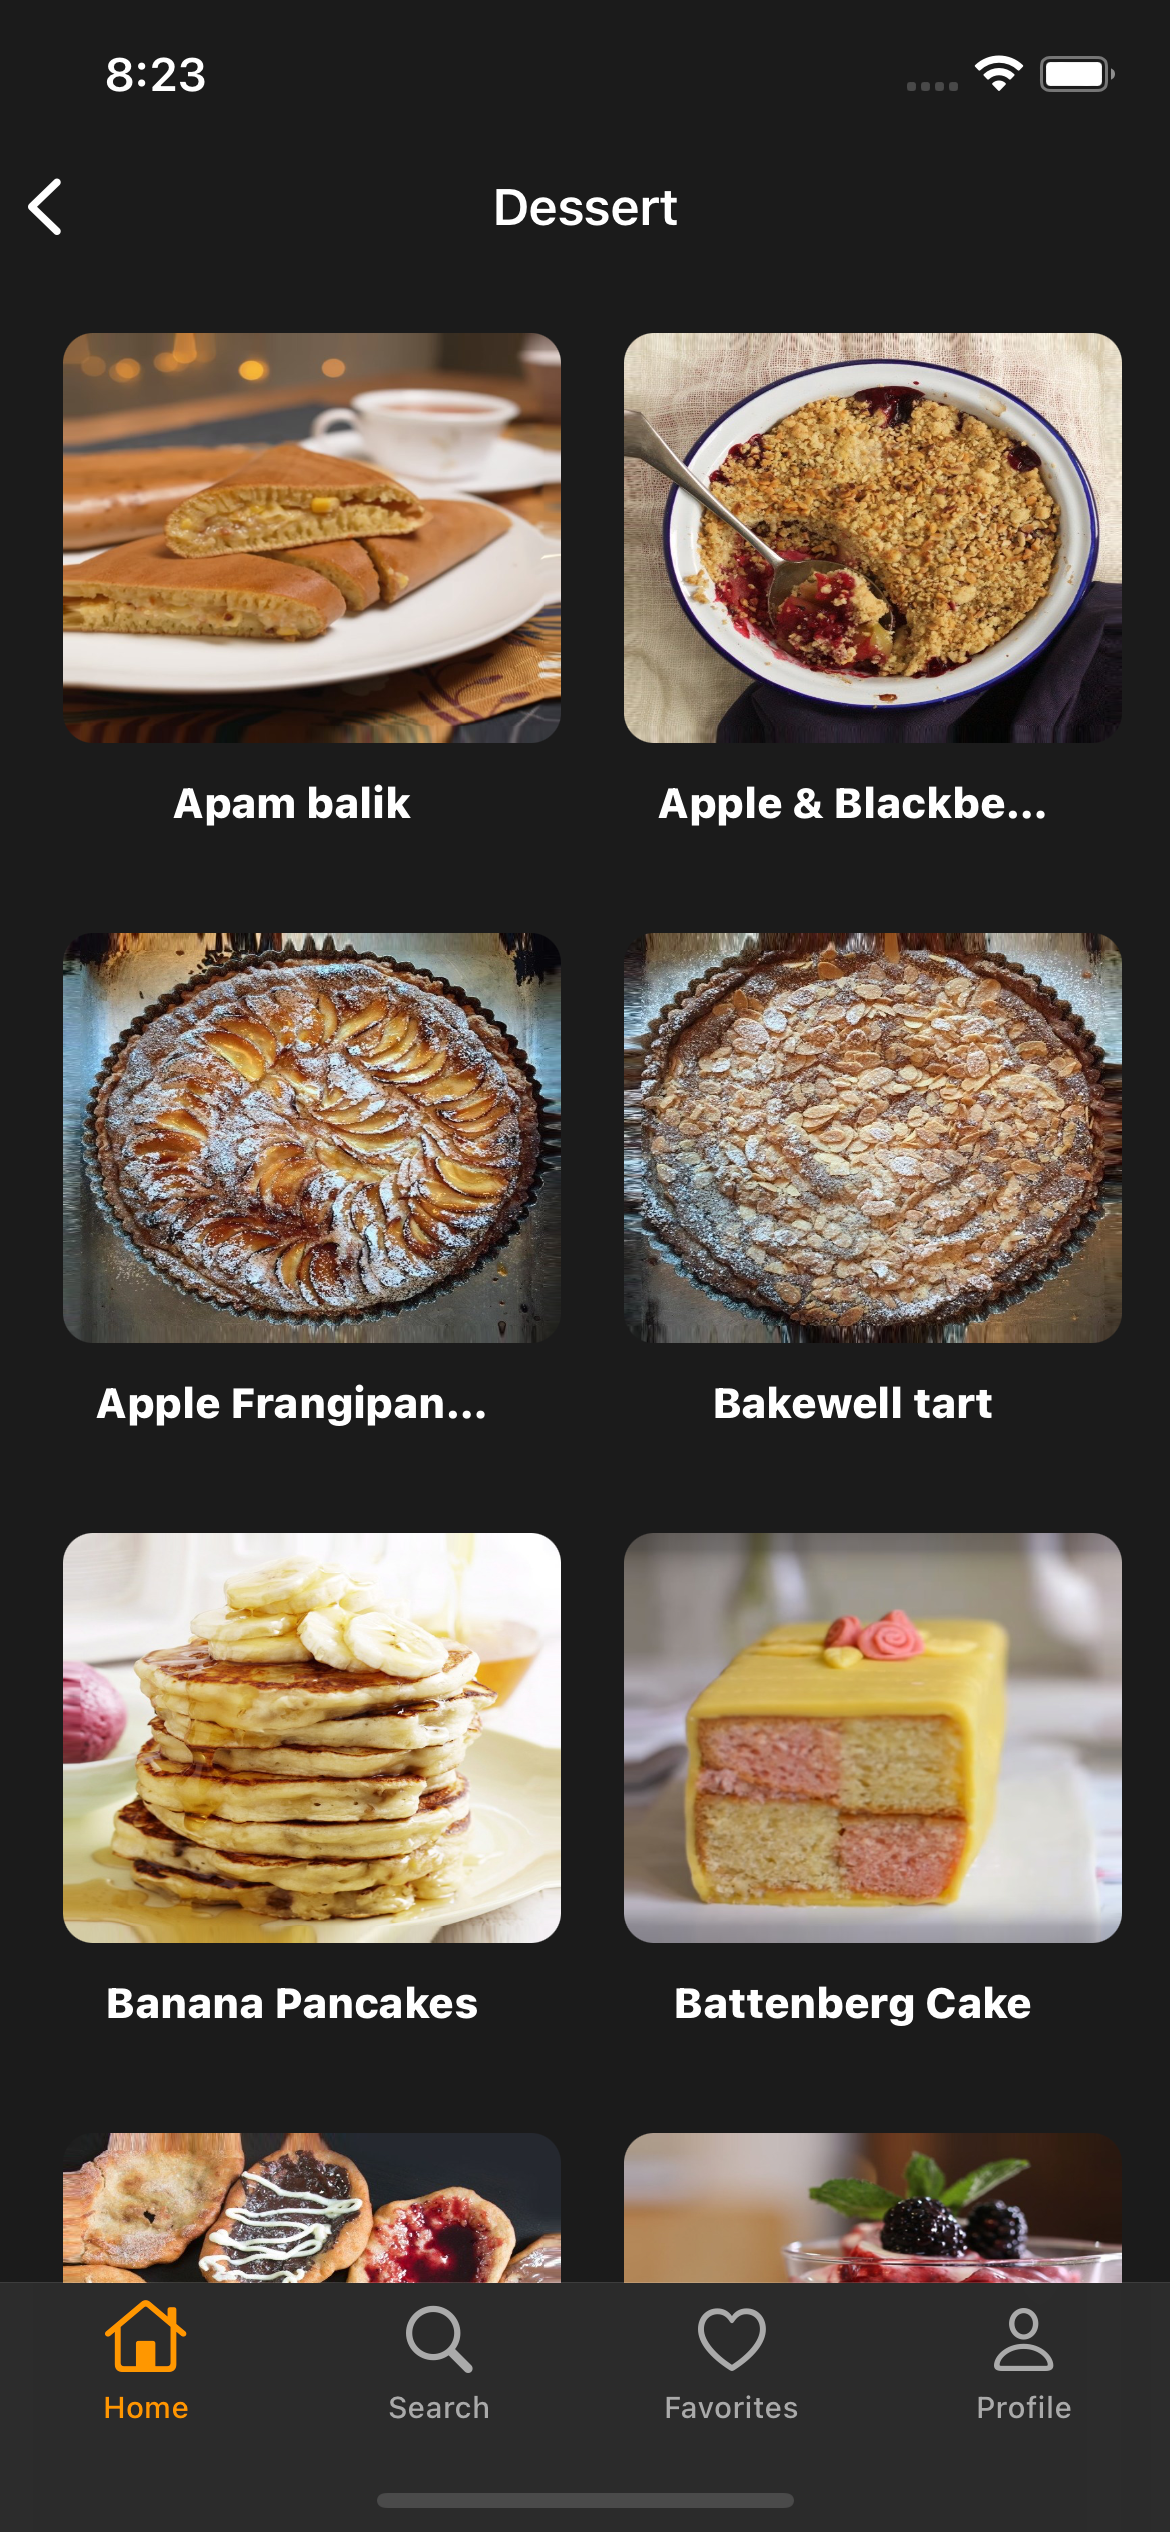 8:23
Dessert
Apam balik
Apple & Blackbe...
Apple Frangipan...
Bakewell tart
Banana Pancakes
Battenberg Cake
Home
Search
Favorites
Profile